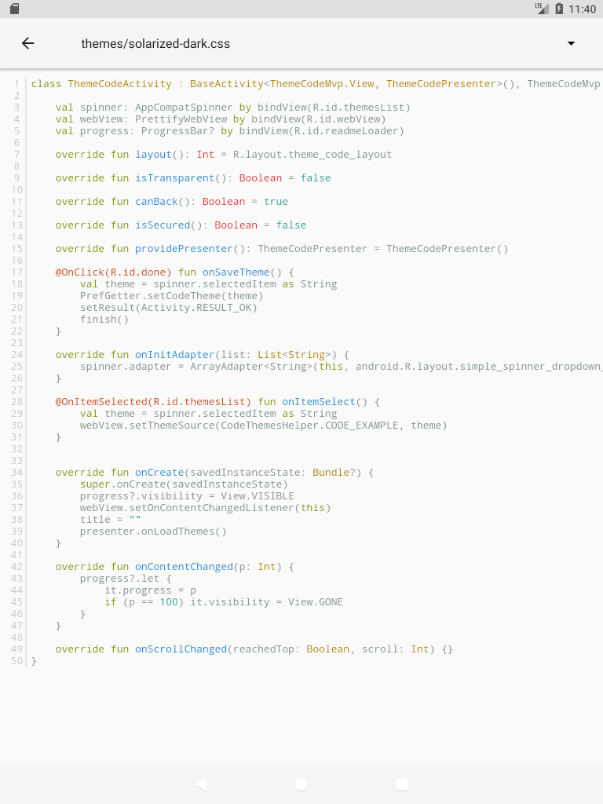 LTE 11:40
themes/solarized-dark.css
1 class ThemeCodeActivity : BaseActivity<ThemeCodeMvp.View, ThemeCodePresenter>(), ThemeCodeMvp
2
3     val spinner: AppCompatSpinner by bindView(R.id.themesList)
4     val webView: PrettifyWebView by bindView(R.id.webView)
5     val progress: ProgressBar? by bindView(R.id.readmeLoader)
6
7     override fun layout(): Int = R.layout.theme_code_layout
8
9     override fun isTransparent(): Boolean = false
10
11     override fun canBack(): Boolean = true
12
13     override fun isSecured(): Boolean = false
14
15     override fun providePresenter(): ThemeCodePresenter = ThemeCodePresenter()
16
17     @OnClick(R.id.done) fun onSaveTheme() {
18         val theme = spinner.selectedItem as String
19         PrefGetter.setCodeTheme(theme)
20         setResult(Activity.RESULT_OK)
21         finish()
22     }
23
24     override fun onInitAdapter(list: List<String>) {
25         spinner.adapter = ArrayAdapter<String>(this, android.R.layout.simple_spinner_dropdown_
26     }
27
28     @OnItemSelected(R.id.themesList) fun onItemSelect() {
29         val theme = spinner.selectedItem as String
30         webView.setThemeSource(CodeThemesHelper.CODE_EXAMPLE, theme)
31     }
32
33
34     override fun onCreate(savedInstanceState: Bundle?) {
35         super.onCreate(savedInstanceState)
36         progress?.visibility = View.VISIBLE
37         webView.setOnContentChangedListener(this)
38         title = ""
39         presenter.onLoadThemes()
40     }
41
42     override fun onContentChanged(p: Int) {
43         progress?.let {
44             it.progress = p
45             if (p == 100) it.visibility = View.GONE
46         }
47     }
48
49     override fun onScrollChanged(reachedTop: Boolean, scroll: Int) {}
50 }